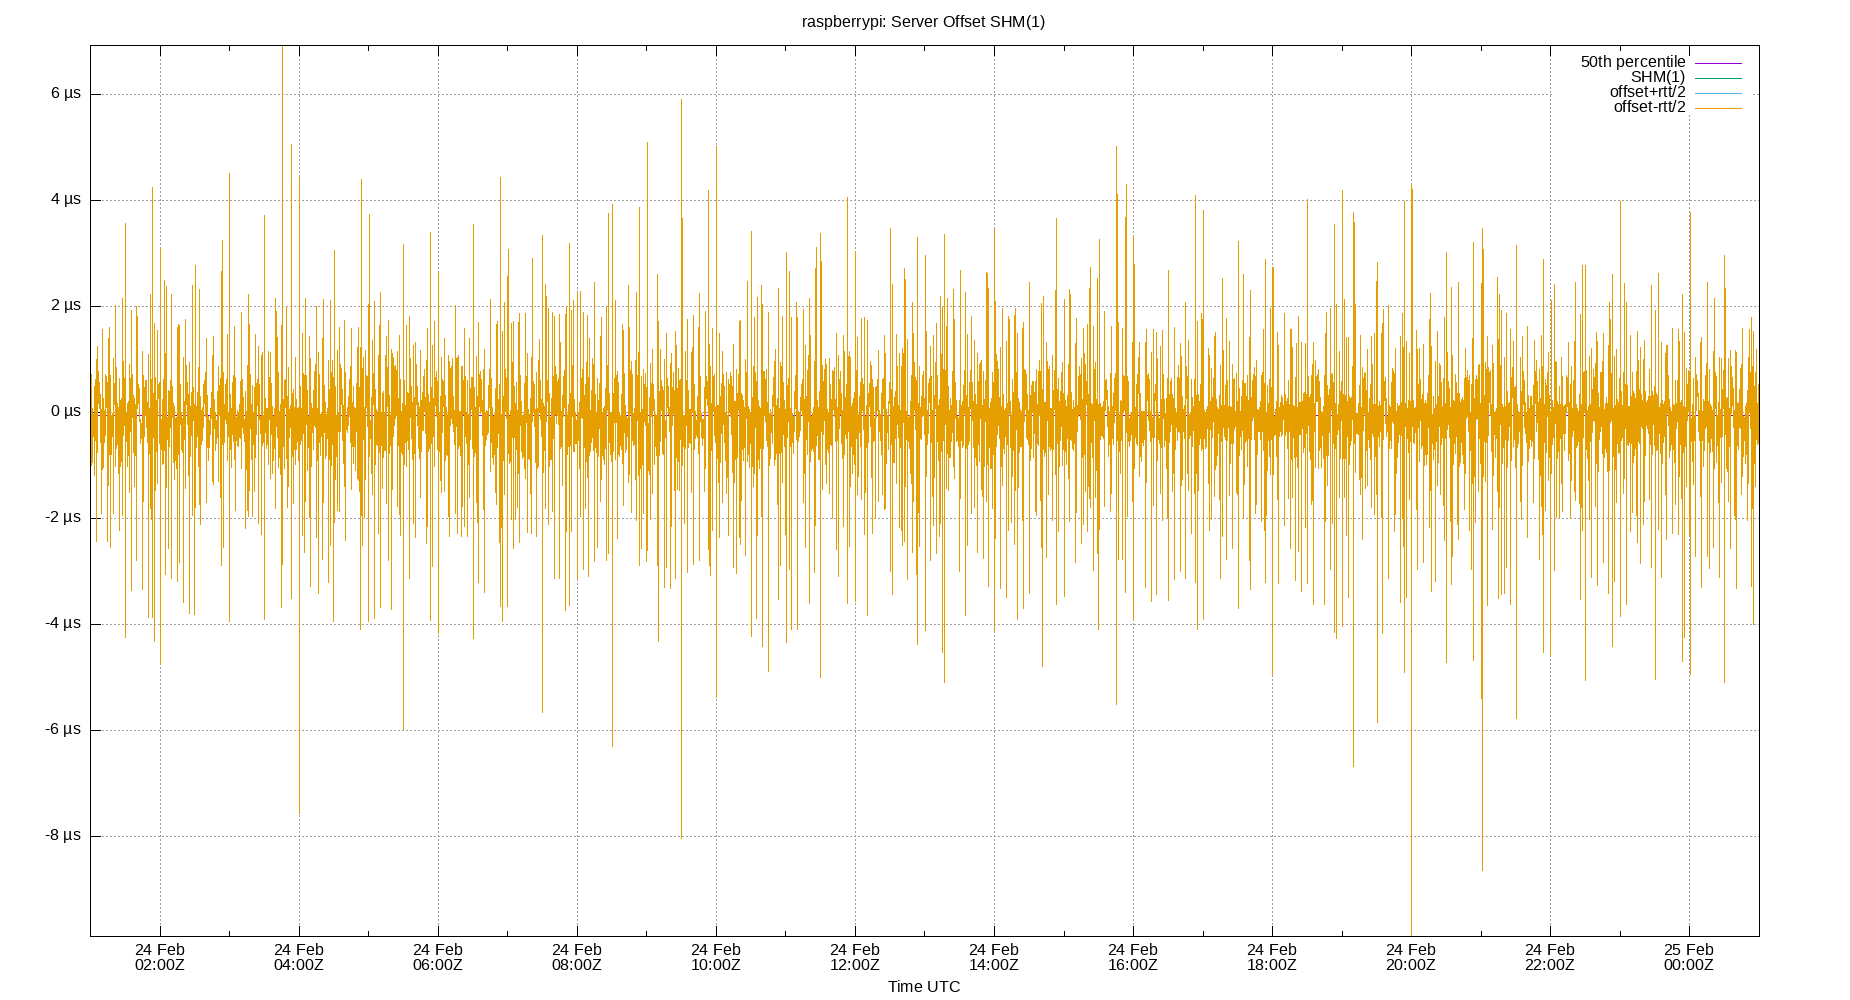 raspberrypi: Server Offset SHM(1)
50th percentile
SHM(1)
offset+rtt/2
offset-rtt/2
6 µs
4 µs
2 µs
0 µs
-2 µs
-4 µs
-6 µs
-8 µs
24 Feb 24 Feb 24 Feb 24 Feb 24 Feb 24 Feb 24 Feb 24 Feb 24 Feb 24 Feb 24 Feb 25 Feb
02:00Z 04:00Z 06:00Z 08:00Z 10:00Z 12:00Z 14:00Z 16:00Z 18:00Z 20:00Z 22:00Z 00:00Z
Time UTC